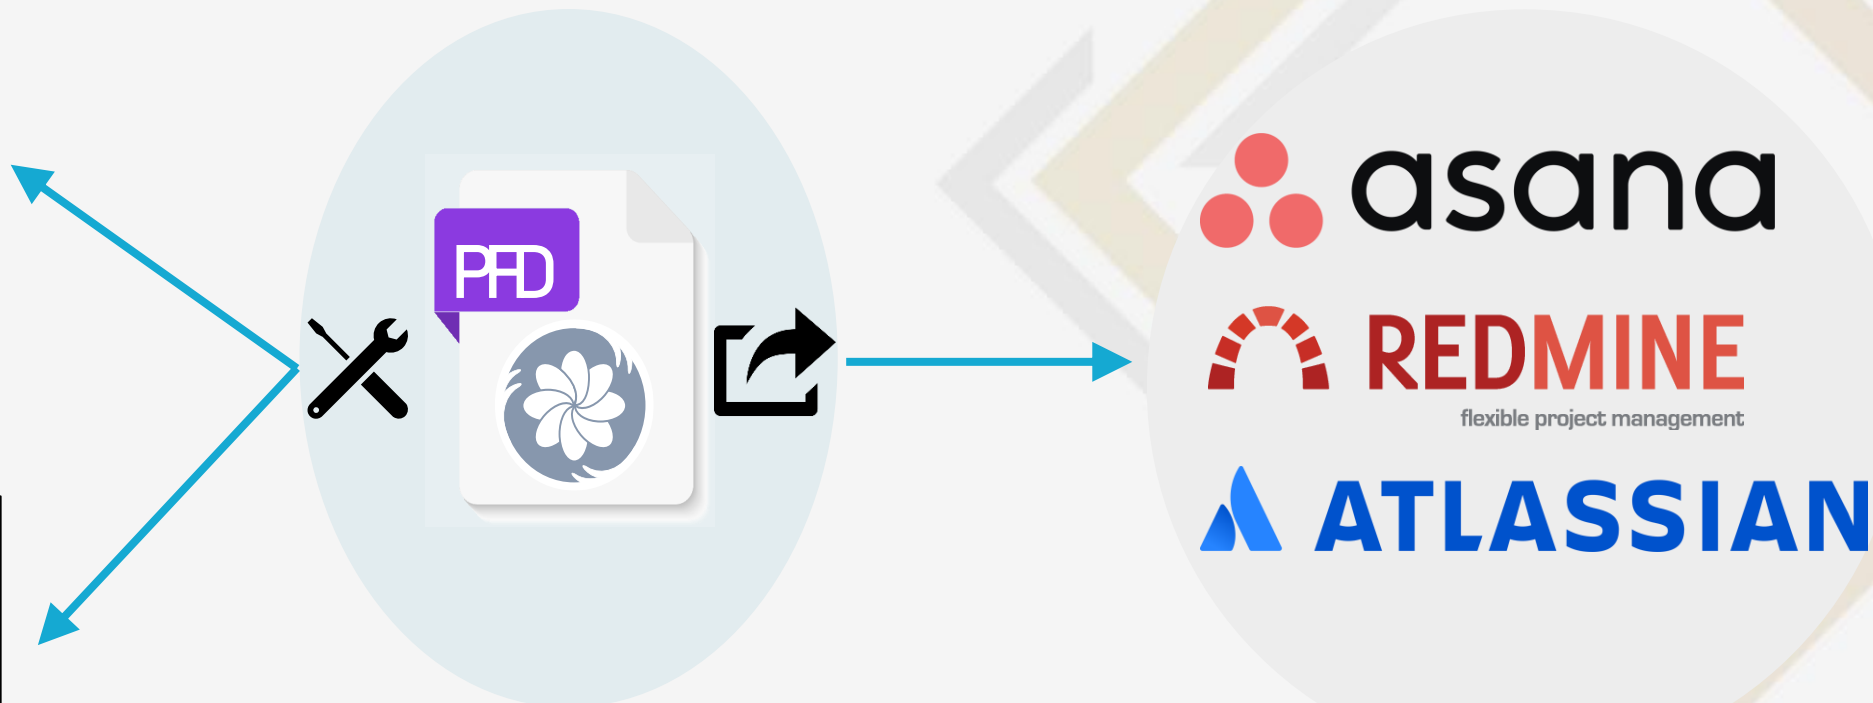 PFD
asana
REDMINE
flexible project management
ATLASSIAN